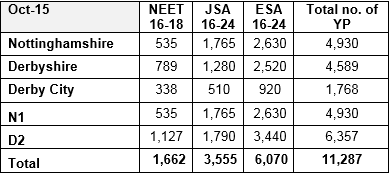 Oct-15 NEET 16-18 JSA 16-24 ESA 16-24 Total no. of YP
Nottinghamshire 535 1,765 2,630 4,930
Derbyshire 789 1,280 2,520 4,589
Derby City 338 510 920 1,768
N1 535 1,765 2,630 4,930
D2 1,127 1,790 3,440 6,357
Total 1,662 3,555 6,070 11,287